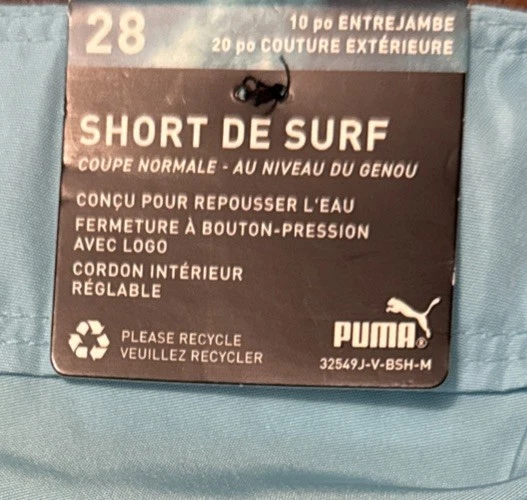 28
10 po ENTREJAMBE
20 po COUTURE EXTÉRIEURE
SHORT DE SURF
COUPE NORMALE - AU NIVEAU DU GENOU
CONÇU POUR REPOUSSER L'EAU
FERMETURE À BOUTON-PRESSION
AVEC LOGO
CORDON INTÉRIEUR
RÉGLABLE
PLEASE RECYCLE
VEUILLEZ RECYCLER
PUMA®
32549J-V-BSH-M